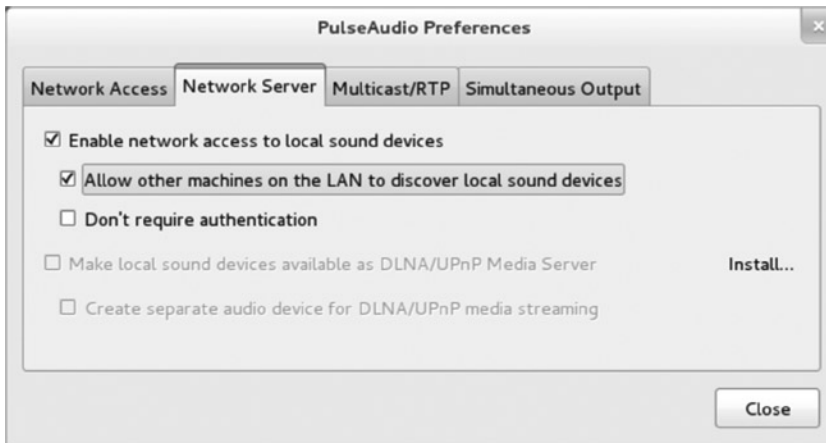 PulseAudio Preferences
Network Access Network Server Multicast/RTP Simultaneous Output
Enable network access to local sound devices
Allow other machines on the LAN to discover local sound devices
Don't require authentication
Make local sound devices available as DLNA/UPnP Media Server Install...
Create separate audio device for DLNA/UPnP media streaming
Close